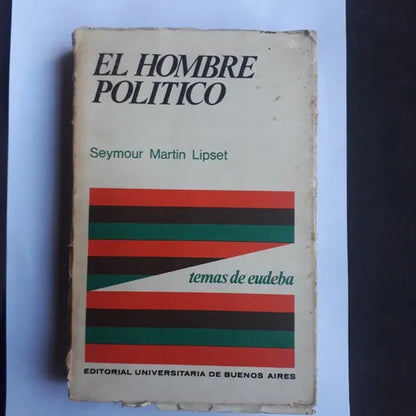 EL HOMBRE
POLITICO
Seymour Martin Lipset
temas de eudeba
EDITORIAL UNIVERSITARIA DE BUENOS AIRES